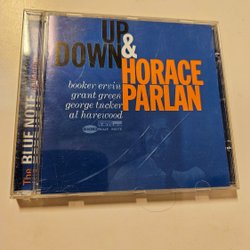 UP
& DOWN
HORACE
PARLAN
booker ervin
grant green
george tucker
al harewood
The BLUE NOTE